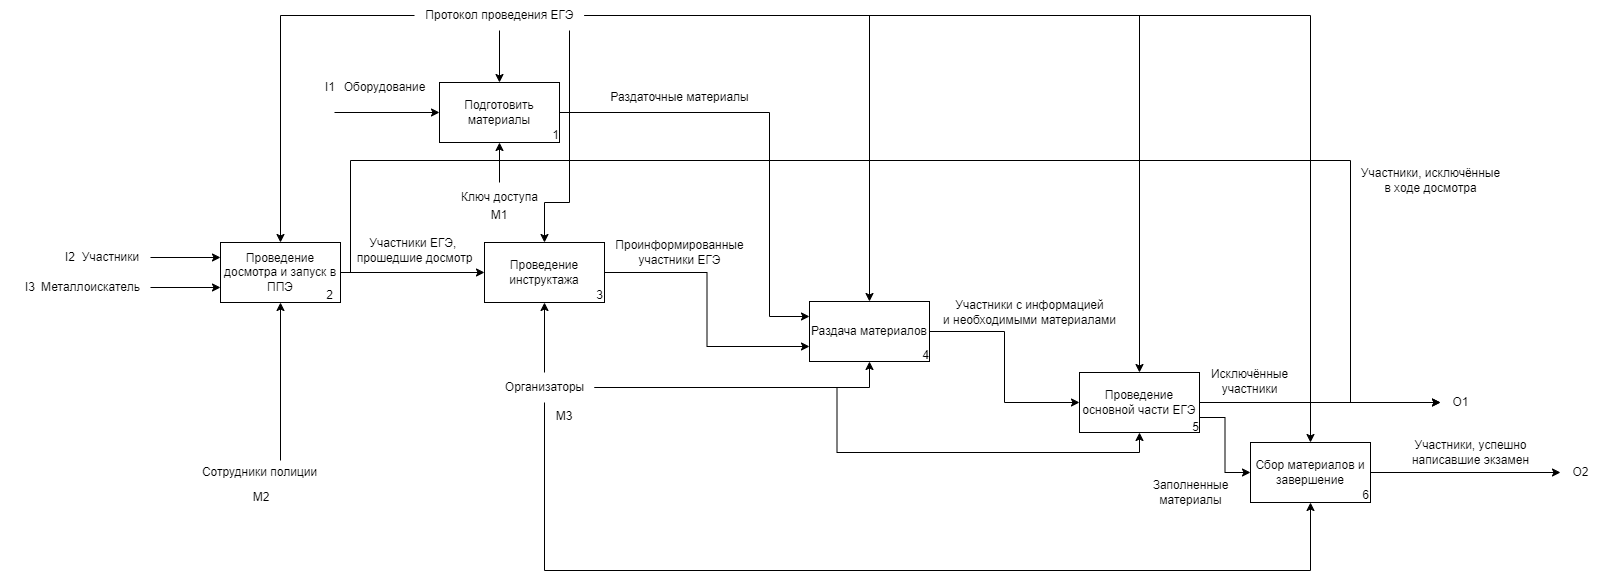 Протокол проведения ЕГЭ
I1 Оборудование
Подготовить
материалы
1
Раздаточные материалы
Ключ доступа
M1
Участники, исключённые
в ходе досмотра
I2 Участники
I3 Металлоискатель
Проведение
досмотра и запуск в
ППЭ
2
Участники ЕГЭ,
прошедшие досмотр
Проведение
инструктажа
3
Проинформированные
участники ЕГЭ
Раздача материалов
4
Участники с информацией
и необходимыми материалами
Организаторы
M3
Проведение
основной части ЕГЭ
5
Исключённые
участники
O1
Сотрудники полиции
M2
Заполненные
материалы
Сбор материалов и
завершение
6
Участники, успешно
написавшие экзамен
O2